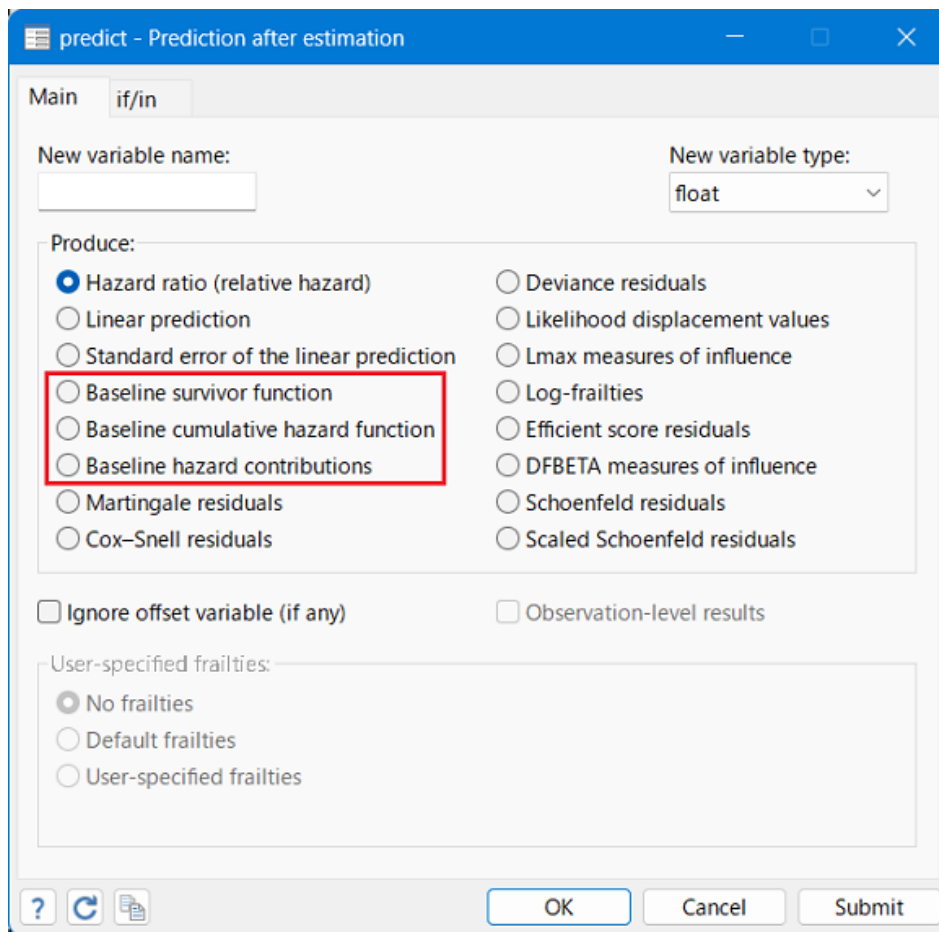 predict - Prediction after estimation
Main if/in
New variable name: New variable type:
float
Produce:
Hazard ratio (relative hazard) Deviance residuals
Linear prediction Likelihood displacement values
Standard error of the linear prediction Lmax measures of influence
Baseline survivor function Log-frailties
Baseline cumulative hazard function Efficient score residuals
Baseline hazard contributions DFBETA measures of influence
Martingale residuals Schoenfeld residuals
Cox–Snell residuals Scaled Schoenfeld residuals
Ignore offset variable (if any) Observation-level results
User-specified frailties:
No frailties
Default frailties
User-specified frailties
? OK Cancel Submit